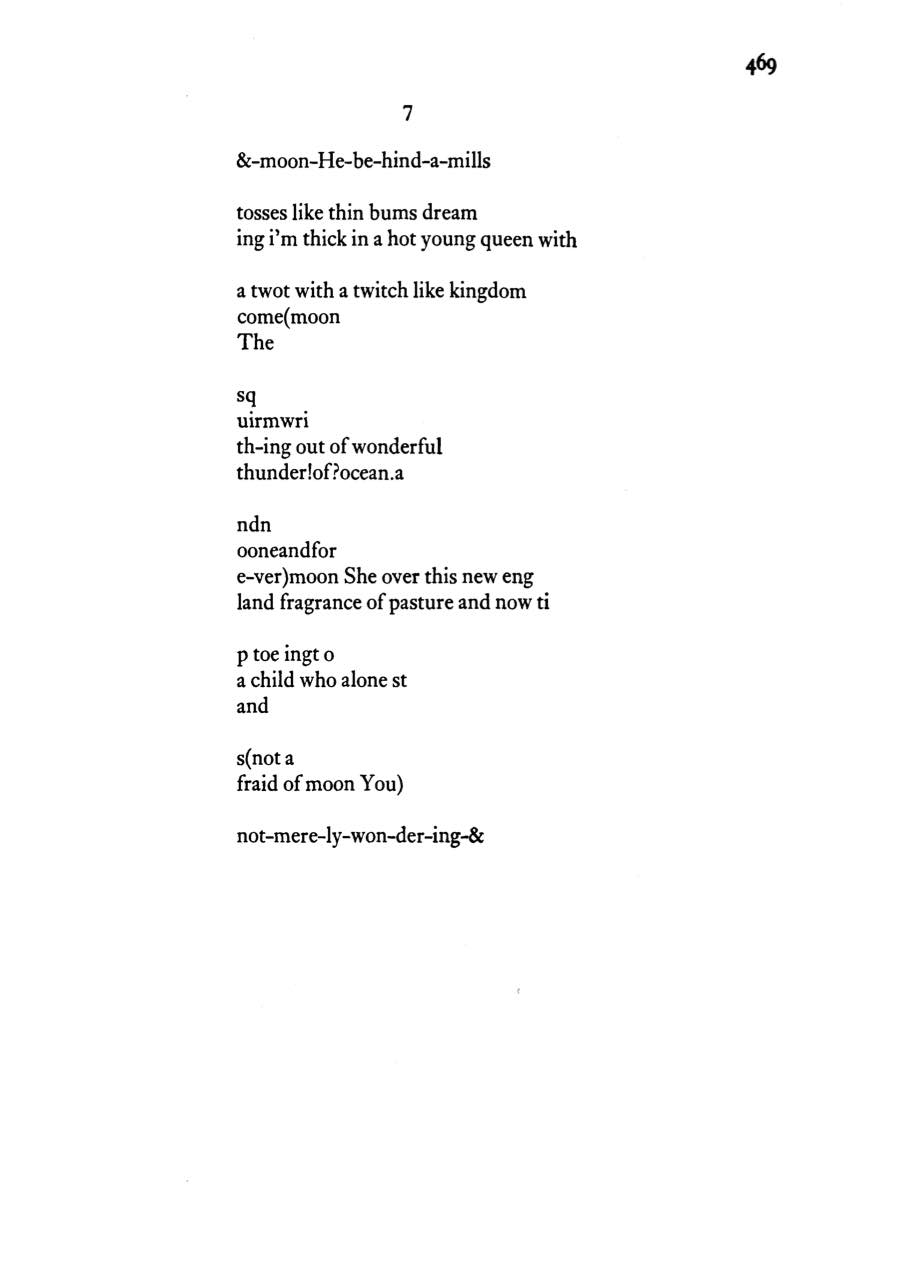 469
7
&-moon-He-be-hind-a-mills
tosses like thin bums dream
ing i'm thick in a hot young queen with
a twot with a twitch like kingdom
come(moon
The
sq
uirmwri
th-ing out of wonderful
thunder!of?ocean.a
ndn
ooneandfor
e-ver)moon She over this new eng
land fragrance of pasture and now ti
p toe ingt o
a child who alone st
and
s(not a
fraid of moon You)
not-mere-ly-won-der-ing-&